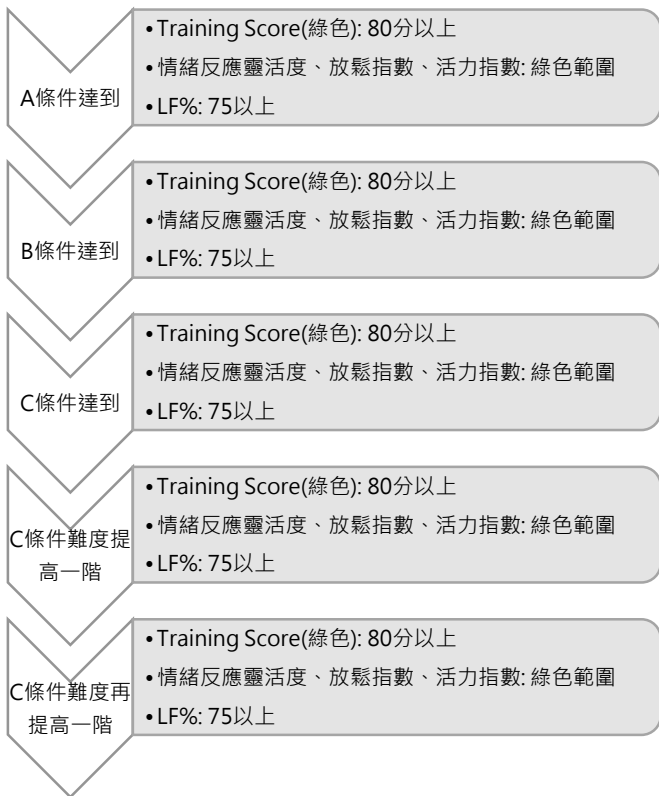 A條件達到
•Training Score(綠色): 80分以上
•情緒反應靈活度、放鬆指數、活力指數: 綠色範圍
•LF%: 75以上
B條件達到
•Training Score(綠色): 80分以上
•情緒反應靈活度、放鬆指數、活力指數: 綠色範圍
•LF%: 75以上
C條件達到
•Training Score(綠色): 80分以上
•情緒反應靈活度、放鬆指數、活力指數: 綠色範圍
•LF%: 75以上
C條件難度提
高一階
•Training Score(綠色): 80分以上
•情緒反應靈活度、放鬆指數、活力指數: 綠色範圍
•LF%: 75以上
C條件難度再
提高一階
•Training Score(綠色): 80分以上
•情緒反應靈活度、放鬆指數、活力指數: 綠色範圍
•LF%: 75以上